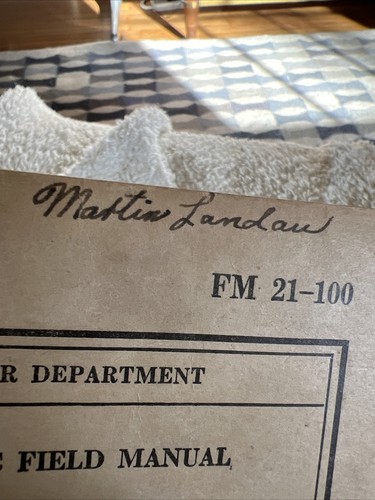 Martin Landau
FM 21-100
R DEPARTMENT
FIELD MANUAL